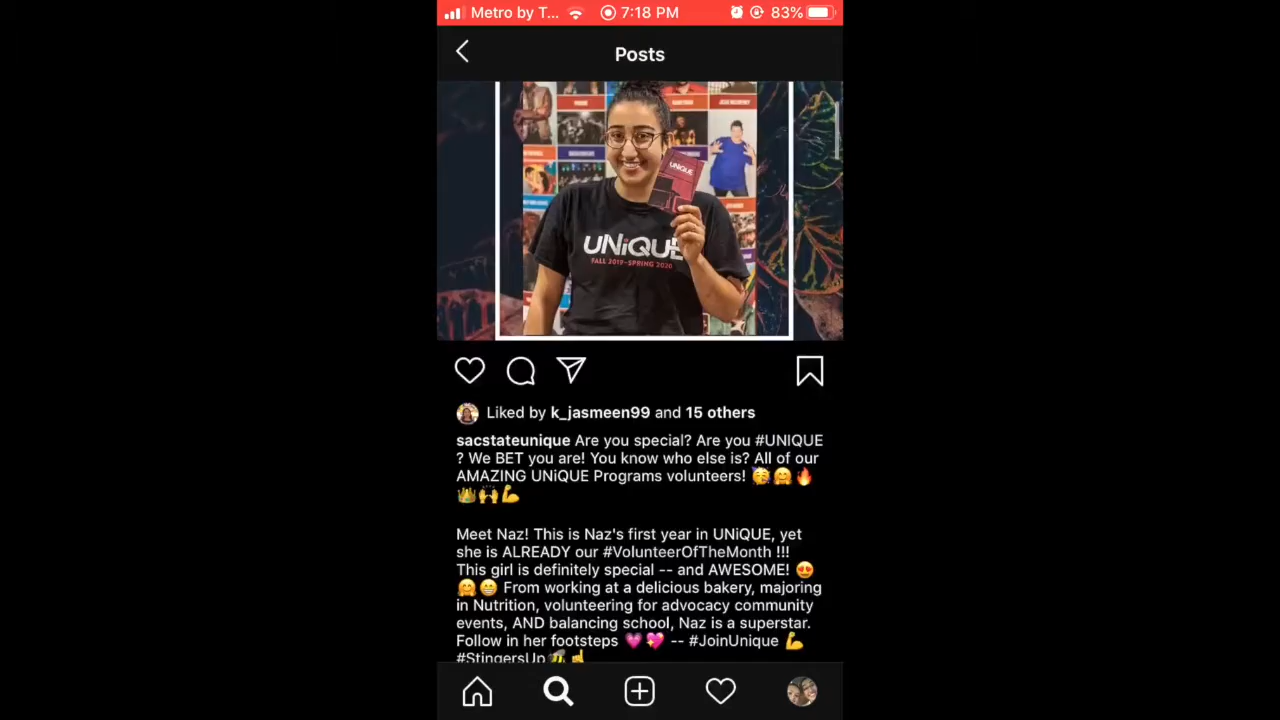 Metro by T... 7:18 PM 83%
Posts
UNiQUE
UNiQUE
FALL 2019-SPRING 2020
Liked by k_jasmeen99 and 15 others
sacstateunique Are you special? Are you #UNIQUE
? We BET you are! You know who else is? All of our
AMAZING UNiQUE Programs volunteers! 🥳🤗🔥
👑🙌💪
Meet Naz! This is Naz's first year in UNiQUE, yet
she is ALREADY our #VolunteerOfTheMonth !!!
This girl is definitely special -- and AWESOME! 😍
🤗😁 From working at a delicious bakery, majoring
in Nutrition, volunteering for advocacy community
events, AND balancing school, Naz is a superstar.
Follow in her footsteps 💗💖 -- #JoinUnique 💪
#StingersUp🐝☝